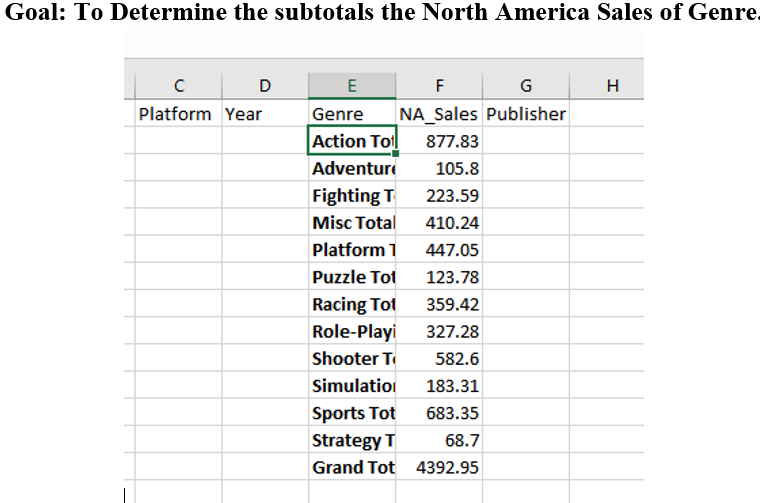 Goal: To Determine the subtotals the North America Sales of Genre.
C D E F G H
Platform Year Genre NA_Sales Publisher
Action Tot 877.83
Adventure 105.8
Fighting T 223.59
Misc Total 410.24
Platform T 447.05
Puzzle Tot 123.78
Racing Tot 359.42
Role-Playi 327.28
Shooter T 582.6
Simulation 183.31
Sports Tot 683.35
Strategy T 68.7
Grand Tot 4392.95